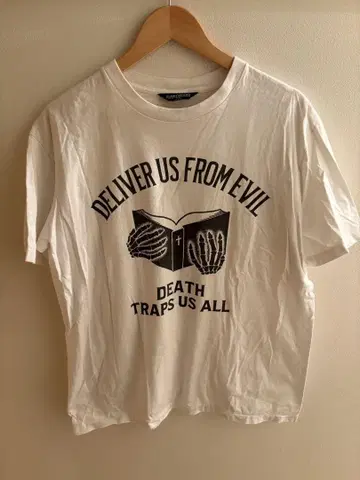 DELIVER US FROM EVIL
DEATH
TRAPS US ALL